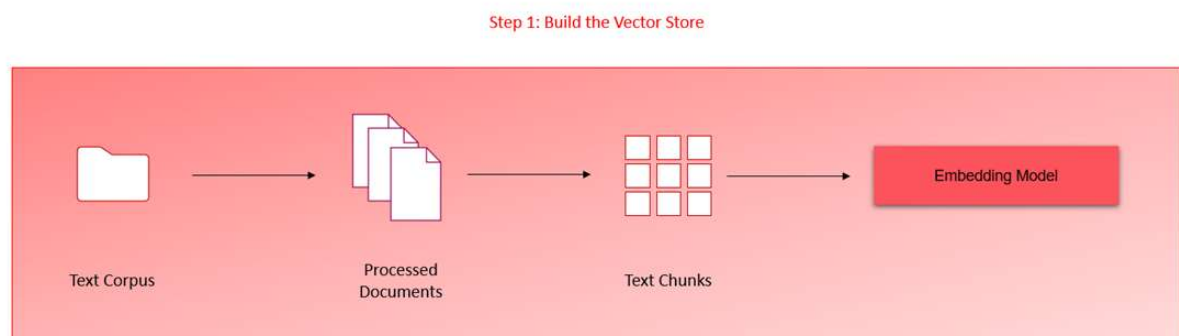 Step 1: Build the Vector Store
Embedding Model
Text Corpus
Processed
Documents
Text Chunks